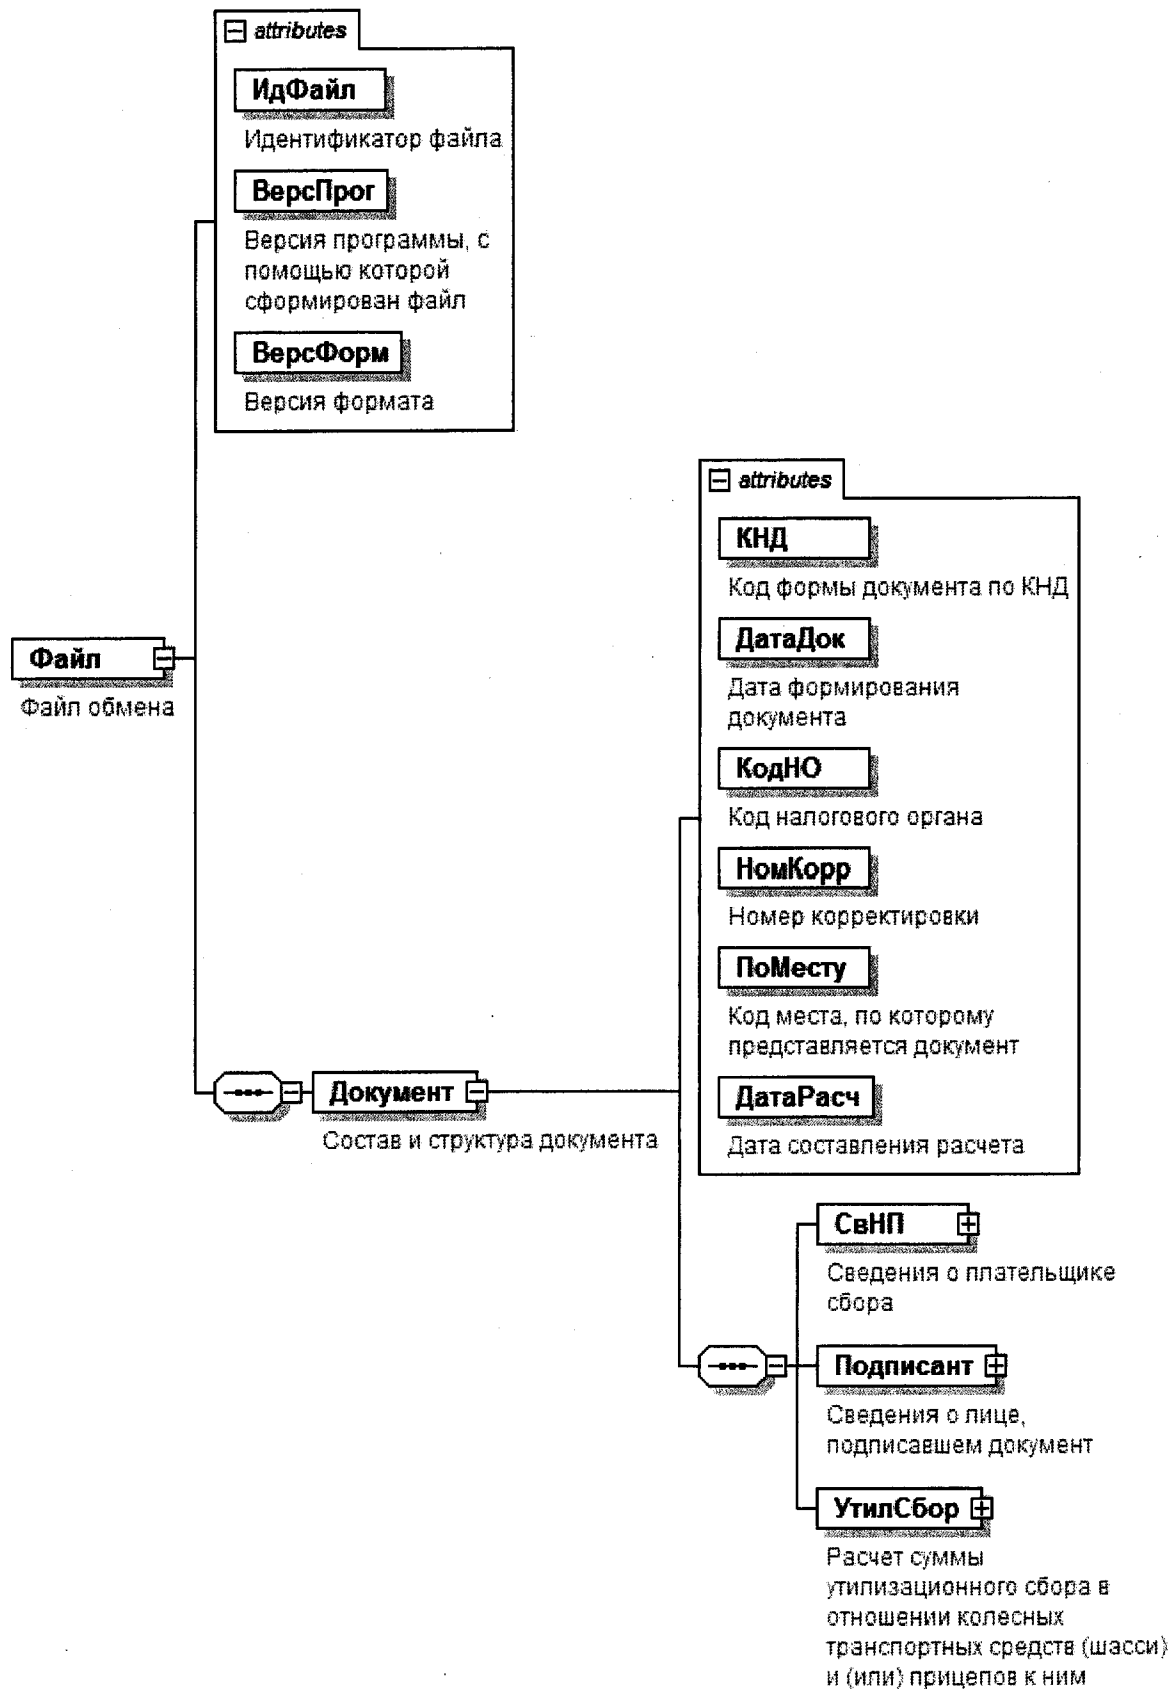 attributes
ИдФайл
Идентификатор файла
ВерсПрог
Версия программы, с
помощью которой
сформирован файл
ВерсФорм
Версия формата
Файл
Файл обмена
Документ
Состав и структура документа
attributes
КНД
Код формы документа по КНД
ДатаДок
Дата формирования
документа
КодНО
Код налогового органа
НомКорр
Номер корректировки
ПоМесту
Код места, по которому
представляется документ
ДатаРасч
Дата составления расчета
СвНП
Сведения о плательщике
сбора
Подписант
Сведения о лице,
подписавшем документ
УтилСбор
Расчет суммы
утилизационного сбора в
отношении колесных
транспортных средств (шасси)
и (или) прицепов к ним